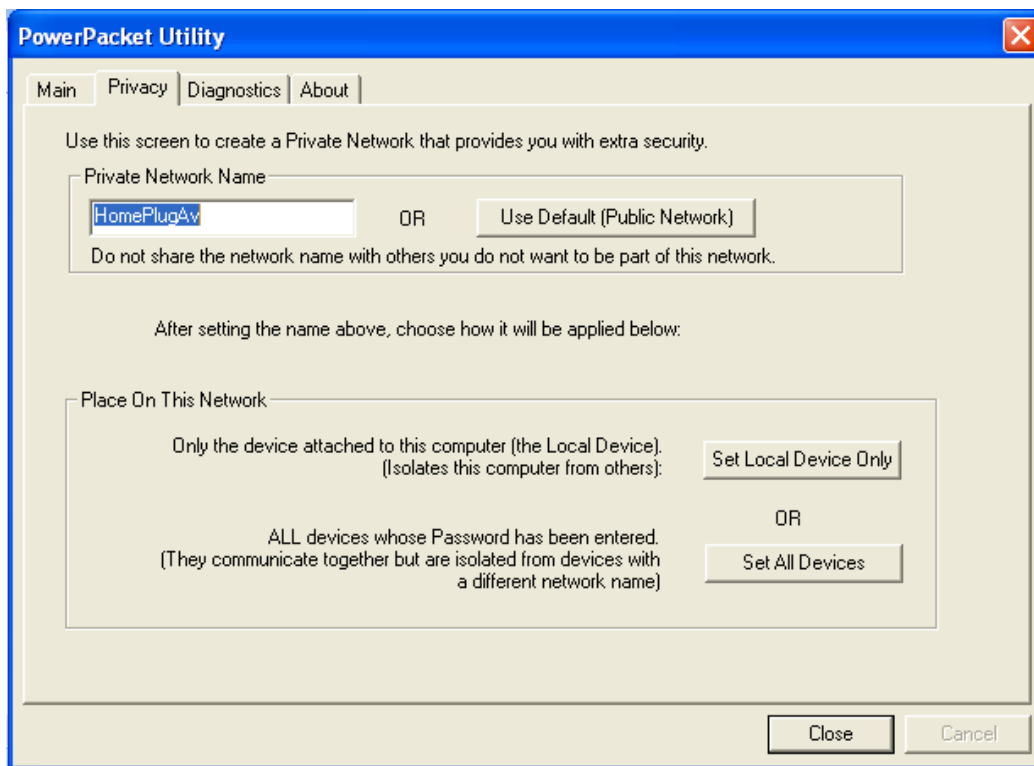 PowerPacket Utility
Main Privacy Diagnostics About
Use this screen to create a Private Network that provides you with extra security.
Private Network Name
HomePlugAv OR Use Default (Public Network)
Do not share the network name with others you do not want to be part of this network.
After setting the name above, choose how it will be applied below:
Place On This Network
Only the device attached to this computer (the Local Device).
(Isolates this computer from others):
Set Local Device Only
OR
ALL devices whose Password has been entered.
(They communicate together but are isolated from devices with
a different network name)
Set All Devices
Close Cancel